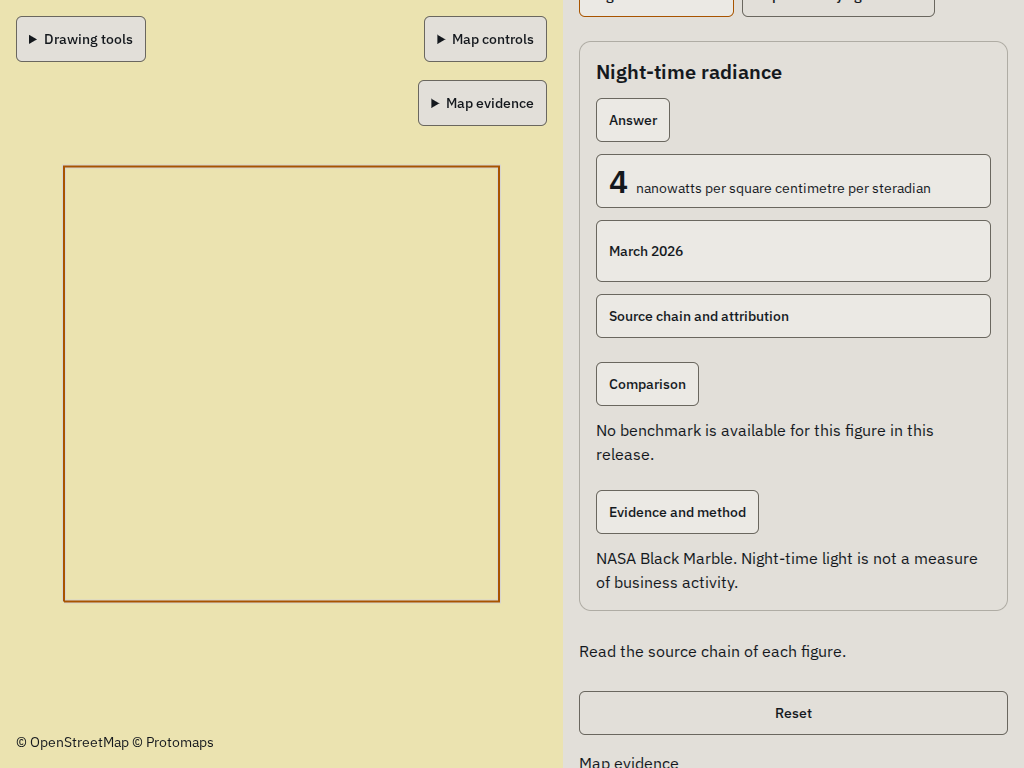 Drawing tools
Map controls
Map evidence
© OpenStreetMap © Protomaps
Night-time radiance
Answer
4 nanowatts per square centimetre per steradian
March 2026
Source chain and attribution
Comparison
No benchmark is available for this figure in this
release.
Evidence and method
NASA Black Marble. Night-time light is not a measure
of business activity.
Read the source chain of each figure.
Reset
Map evidence